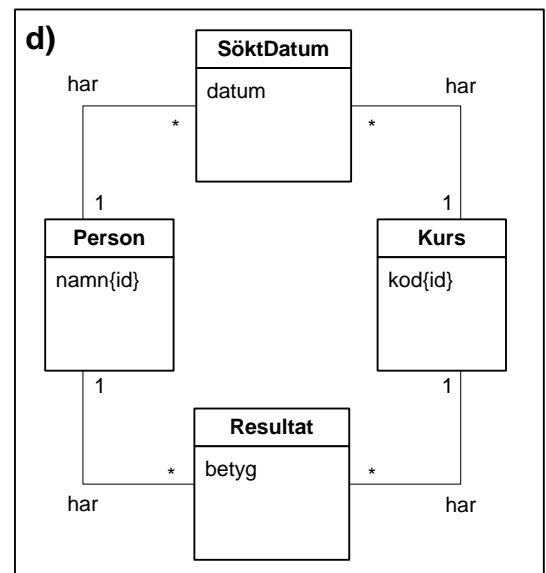 d)
SöktDatum
har
datum
har
*
*
1
1
Person
Kurs
namn{id}
kod{id}
1
1
Resultat
*
betyg
*
har
har